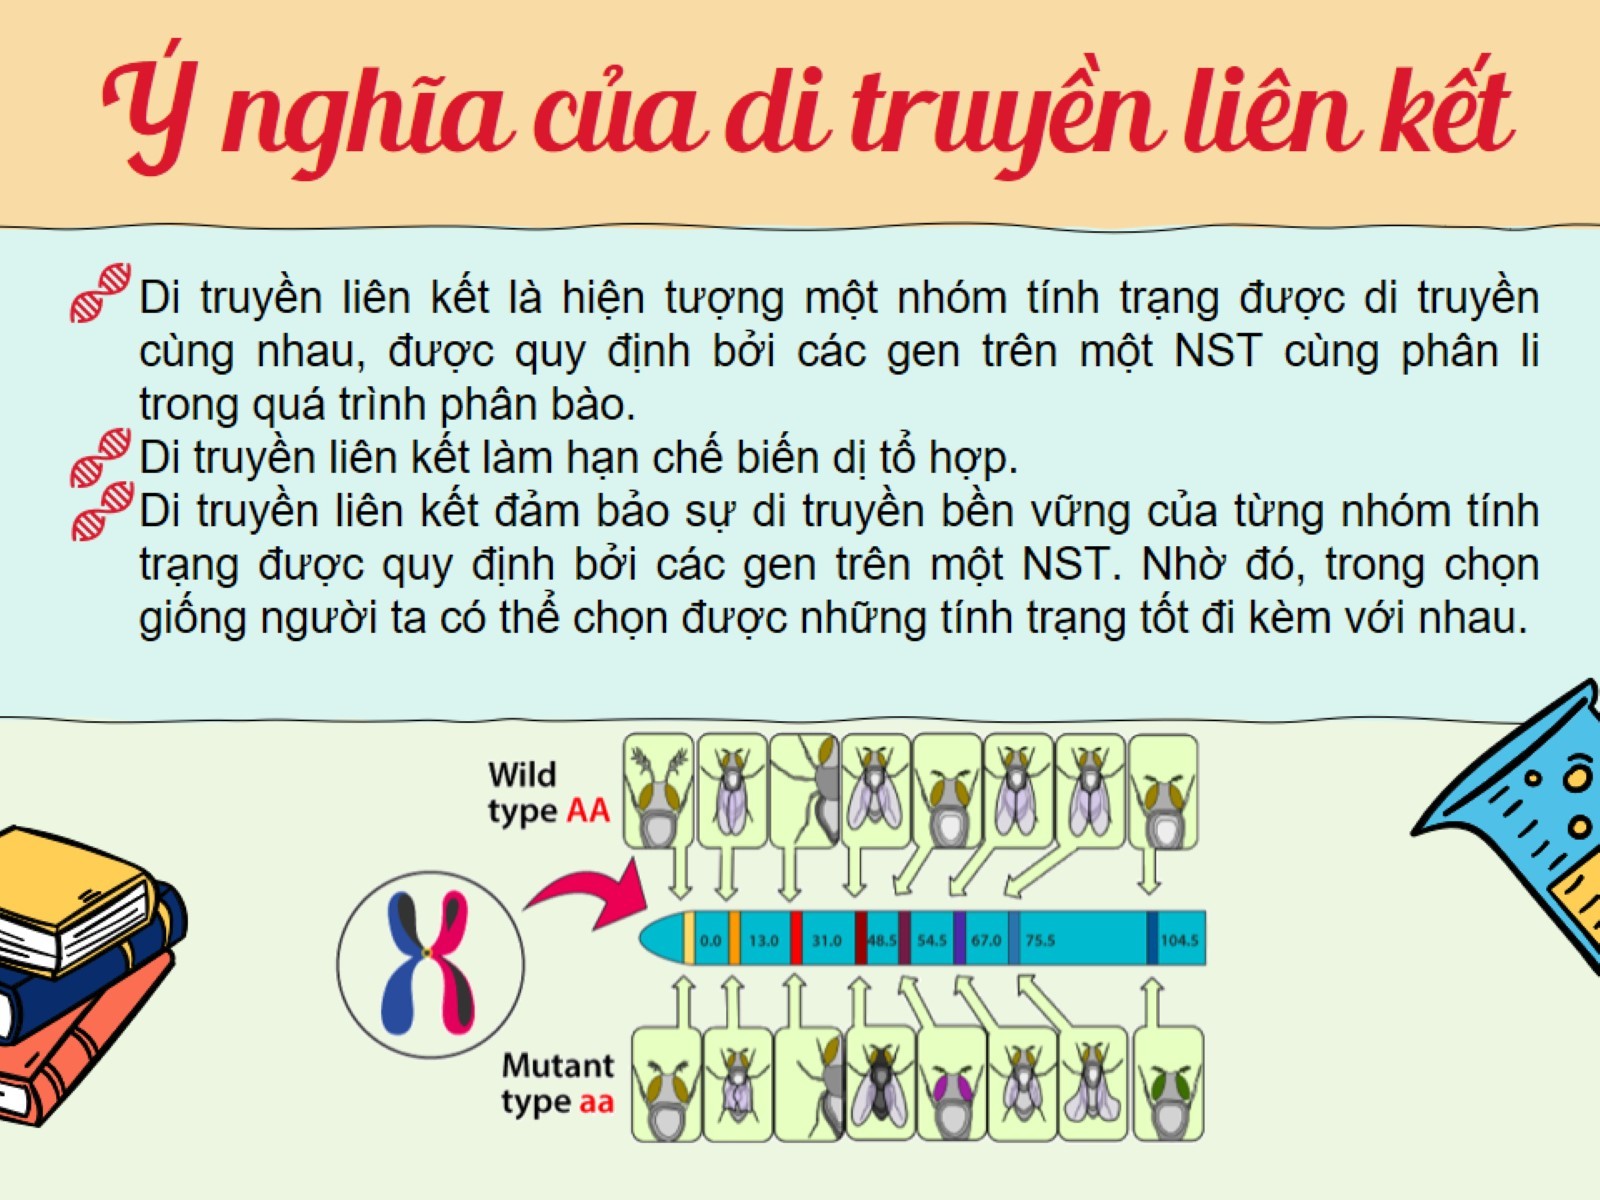 Ý nghĩa của di truyền liên kết
Di truyền liên kết là hiện tượng một nhóm tính trạng được di truyền
cùng nhau, được quy định bởi các gen trên một NST cùng phân li
trong quá trình phân bào.
Di truyền liên kết làm hạn chế biến dị tổ hợp.
Di truyền liên kết đảm bảo sự di truyền bền vững của từng nhóm tính
trạng được quy định bởi các gen trên một NST. Nhờ đó, trong chọn
giống người ta có thể chọn được những tính trạng tốt đi kèm với nhau.
Wild
type AA
0.0 13.0 31.0 48.5 54.5 67.0 75.5 104.5
Mutant
type aa